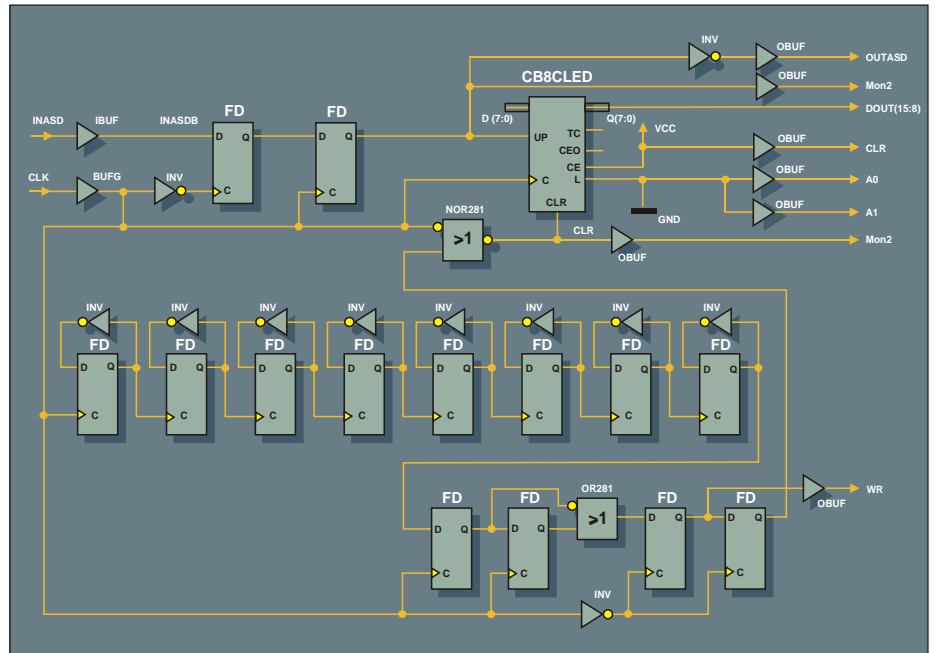 INV
OBUF
OUTASD
OBUF
Mon2
CB8CLED
FD
FD
D (7:0)
Q(7:0)
DOUT(15:8)
INASD
IBUF
INASDB
D
Q
D
Q
UP
TC
VCC
OBUF
CEO
CLR
CE
CLK
BUFG
INV
C
C
C
L
OBUF
A0
CLR
GND
OBUF
A1
NOR281
≥1
CLR
OBUF
Mon2
INV
INV
INV
INV
INV
INV
INV
INV
FD
FD
FD
FD
FD
FD
FD
FD
D Q
D Q
D Q
D Q
D Q
D Q
D Q
D Q
C
C
C
C
C
C
C
C
FD
FD
OR281
FD
FD
OBUF
WR
D Q
D Q
≥1
D Q
D Q
C
C
C
C
INV